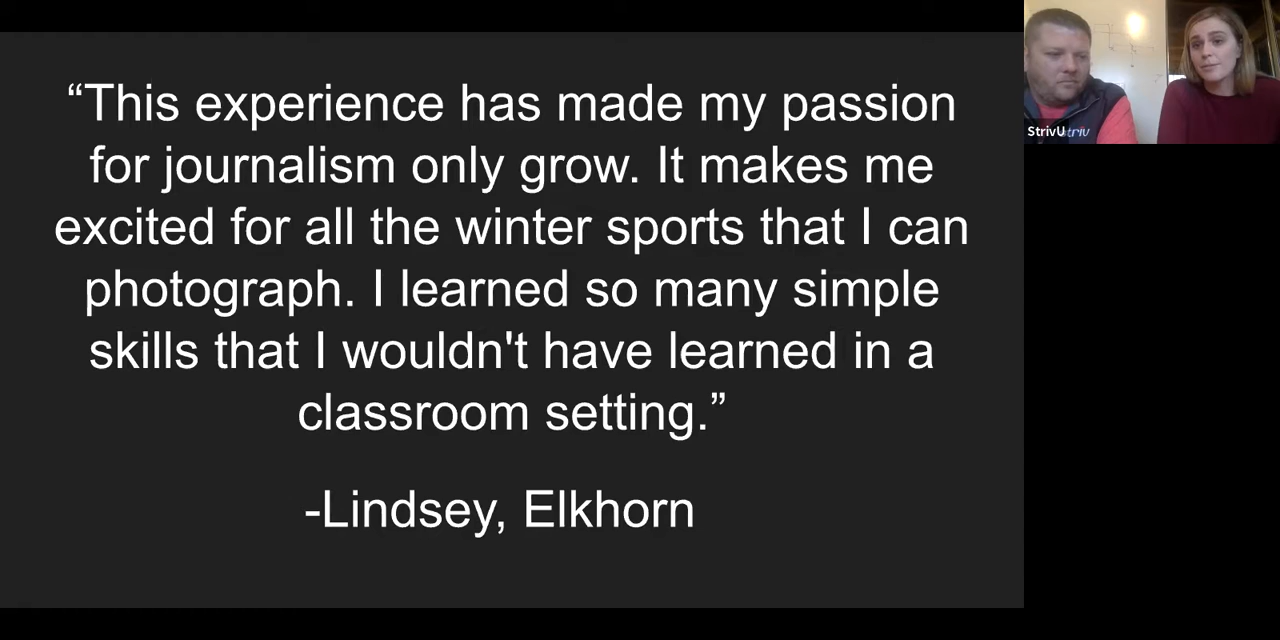 “This experience has made my passion
for journalism only grow. It makes me
excited for all the winter sports that I can
photograph. I learned so many simple
skills that I wouldn't have learned in a
classroom setting.”
-Lindsey, Elkhorn
StrivU
striv